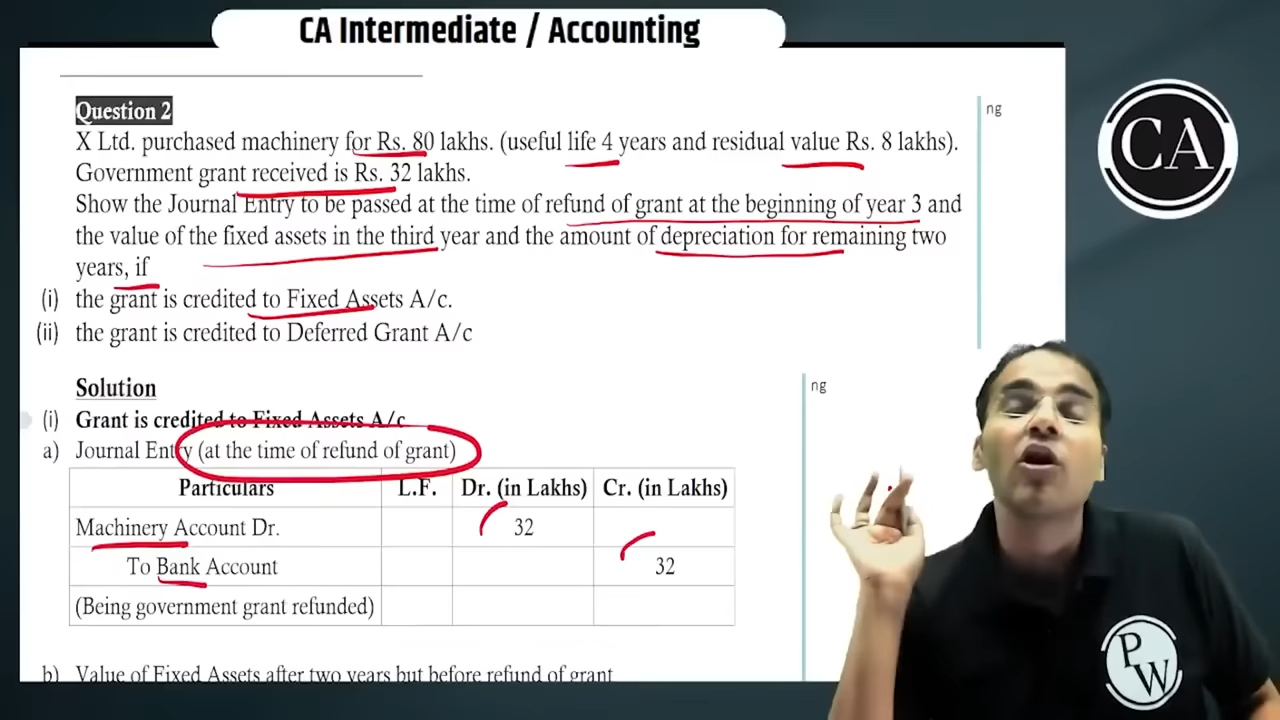 CA Intermediate / Accounting
CA
Question 2
ng
X Ltd. purchased machinery for Rs. 80 lakhs. (useful life 4 years and residual value Rs. 8 lakhs).
Government grant received is Rs. 32 lakhs.
Show the Journal Entry to be passed at the time of refund of grant at the beginning of year 3 and
the value of the fixed assets in the third year and the amount of depreciation for remaining two
years, if
(i) the grant is credited to Fixed Assets A/c.
(ii) the grant is credited to Deferred Grant A/c
Solution
ng
(i) Grant is credited to Fixed Assets A/c
a) Journal Entry (at the time of refund of grant)
Particulars L.F. Dr. (in Lakhs) Cr. (in Lakhs)
Machinery Account Dr. 32
To Bank Account 32
(Being government grant refunded)
b) Value of Fixed Assets after two years but before refund of grant
P
W